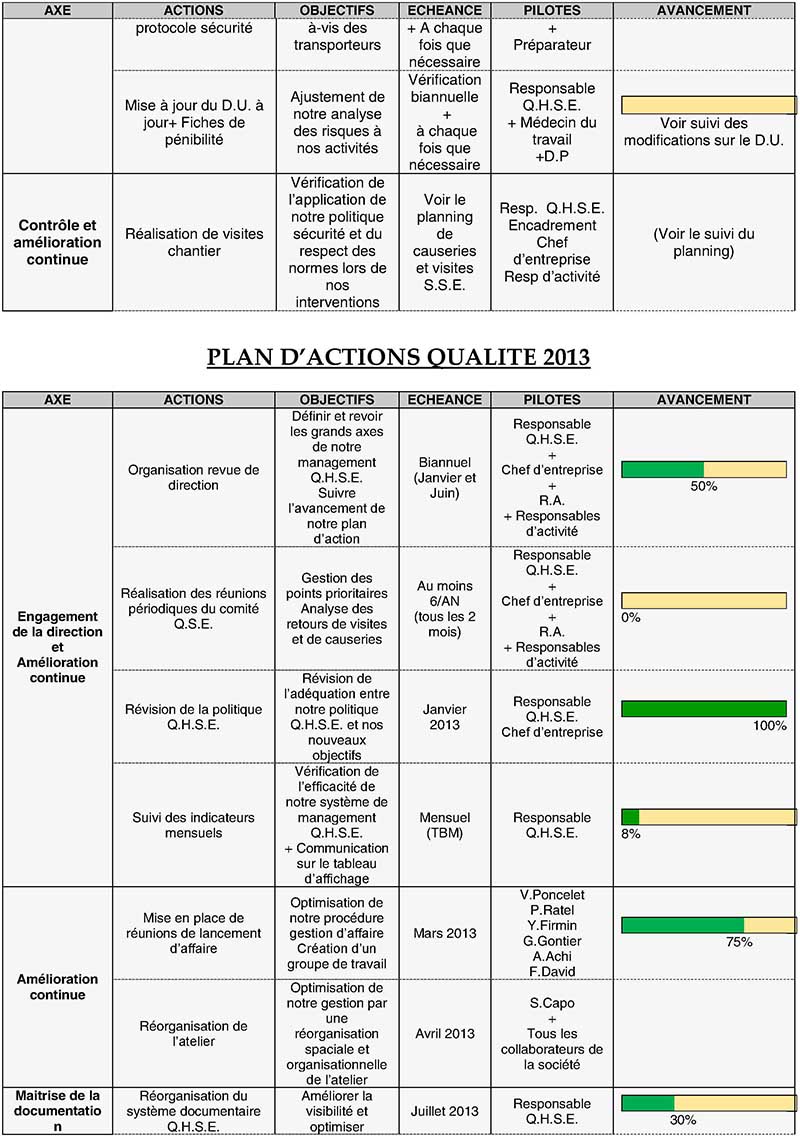 AXE
ACTIONS
OBJECTIFS
ECHEANCE
PILOTES
AVANCEMENT
protocole sécurité
à-vis des
transporteurs
+ A chaque
fois que
nécessaire
+
Préparateur
Mise à jour du D.U. à
jour+ Fiches de
pénibilité
Ajustement de
notre analyse
des risques à
nos activités
Vérification
biannuelle
+
à chaque
fois que
nécessaire
Responsable
Q.H.S.E.
+ Médecin du
travail
+D.P
Voir suivi des
modifications sur le D.U.
Contrôle et
amélioration
continue
Réalisation de visites
chantier
Vérification de
l'application de
notre politique
sécurité et du
respect des
normes lors de
nos
interventions
Voir le
planning
de
causeries
et visites
S.S.E.
Resp. Q.H.S.E.
Encadrement
Chef
d'entreprise
Resp d'activité
(Voir le suivi du
planning)
PLAN D'ACTIONS QUALITE 2013
AXE
ACTIONS
OBJECTIFS
ECHEANCE
PILOTES
AVANCEMENT
Engagement
de la direction
et
Amélioration
continue
Organisation revue de
direction
Définir et revoir
les grands axes
de notre
management
Q.H.S.E.
Suivre
l'avancement de
notre plan
d'action
Biannuel
(Janvier et
Juin)
Responsable
Q.H.S.E.
+
Chef d'entreprise
+
R.A.
+ Responsables
d'activité
50%
Réalisation des réunions
périodiques du comité
Q.S.E.
Gestion des
points prioritaires
Analyse des
retours de visites
et de causeries
Au moins
6/AN
(tous les 2
mois)
Responsable
Q.H.S.E.
+
Chef d'entreprise
+
R.A.
+ Responsables
d'activité
0%
Révision de la politique
Q.H.S.E.
Révision de
l'adéquation entre
notre politique
Q.H.S.E. et nos
nouveaux
objectifs
Janvier
2013
Responsable
Q.H.S.E.
Chef d'entreprise
100%
Suivi des indicateurs
mensuels
Vérification de
l'efficacité de
notre système de
management
Q.H.S.E.
+ Communication
sur le tableau
d'affichage
Mensuel
(TBM)
Responsable
Q.H.S.E.
8%
Amélioration
continue
Mise en place de
réunions de lancement
d'affaire
Optimisation de
notre procédure
gestion d'affaire
Création d'un
groupe de travail
Mars 2013
V.Poncelet
P.Ratel
Y.Firmin
G.Gontier
A.Achi
F.David
75%
Réorganisation de
l'atelier
Optimisation de
notre gestion par
une
réorganisation
spaciale et
organisationnelle
de l'atelier
Avril 2013
S.Capo
+
Tous les
collaborateurs de
la société
Maitrise de la
documentatio
n
Réorganisation du
système documentaire
Q.H.S.E.
Améliorer la
visibilité et
optimiser
Juillet 2013
Responsable
Q.H.S.E.
30%